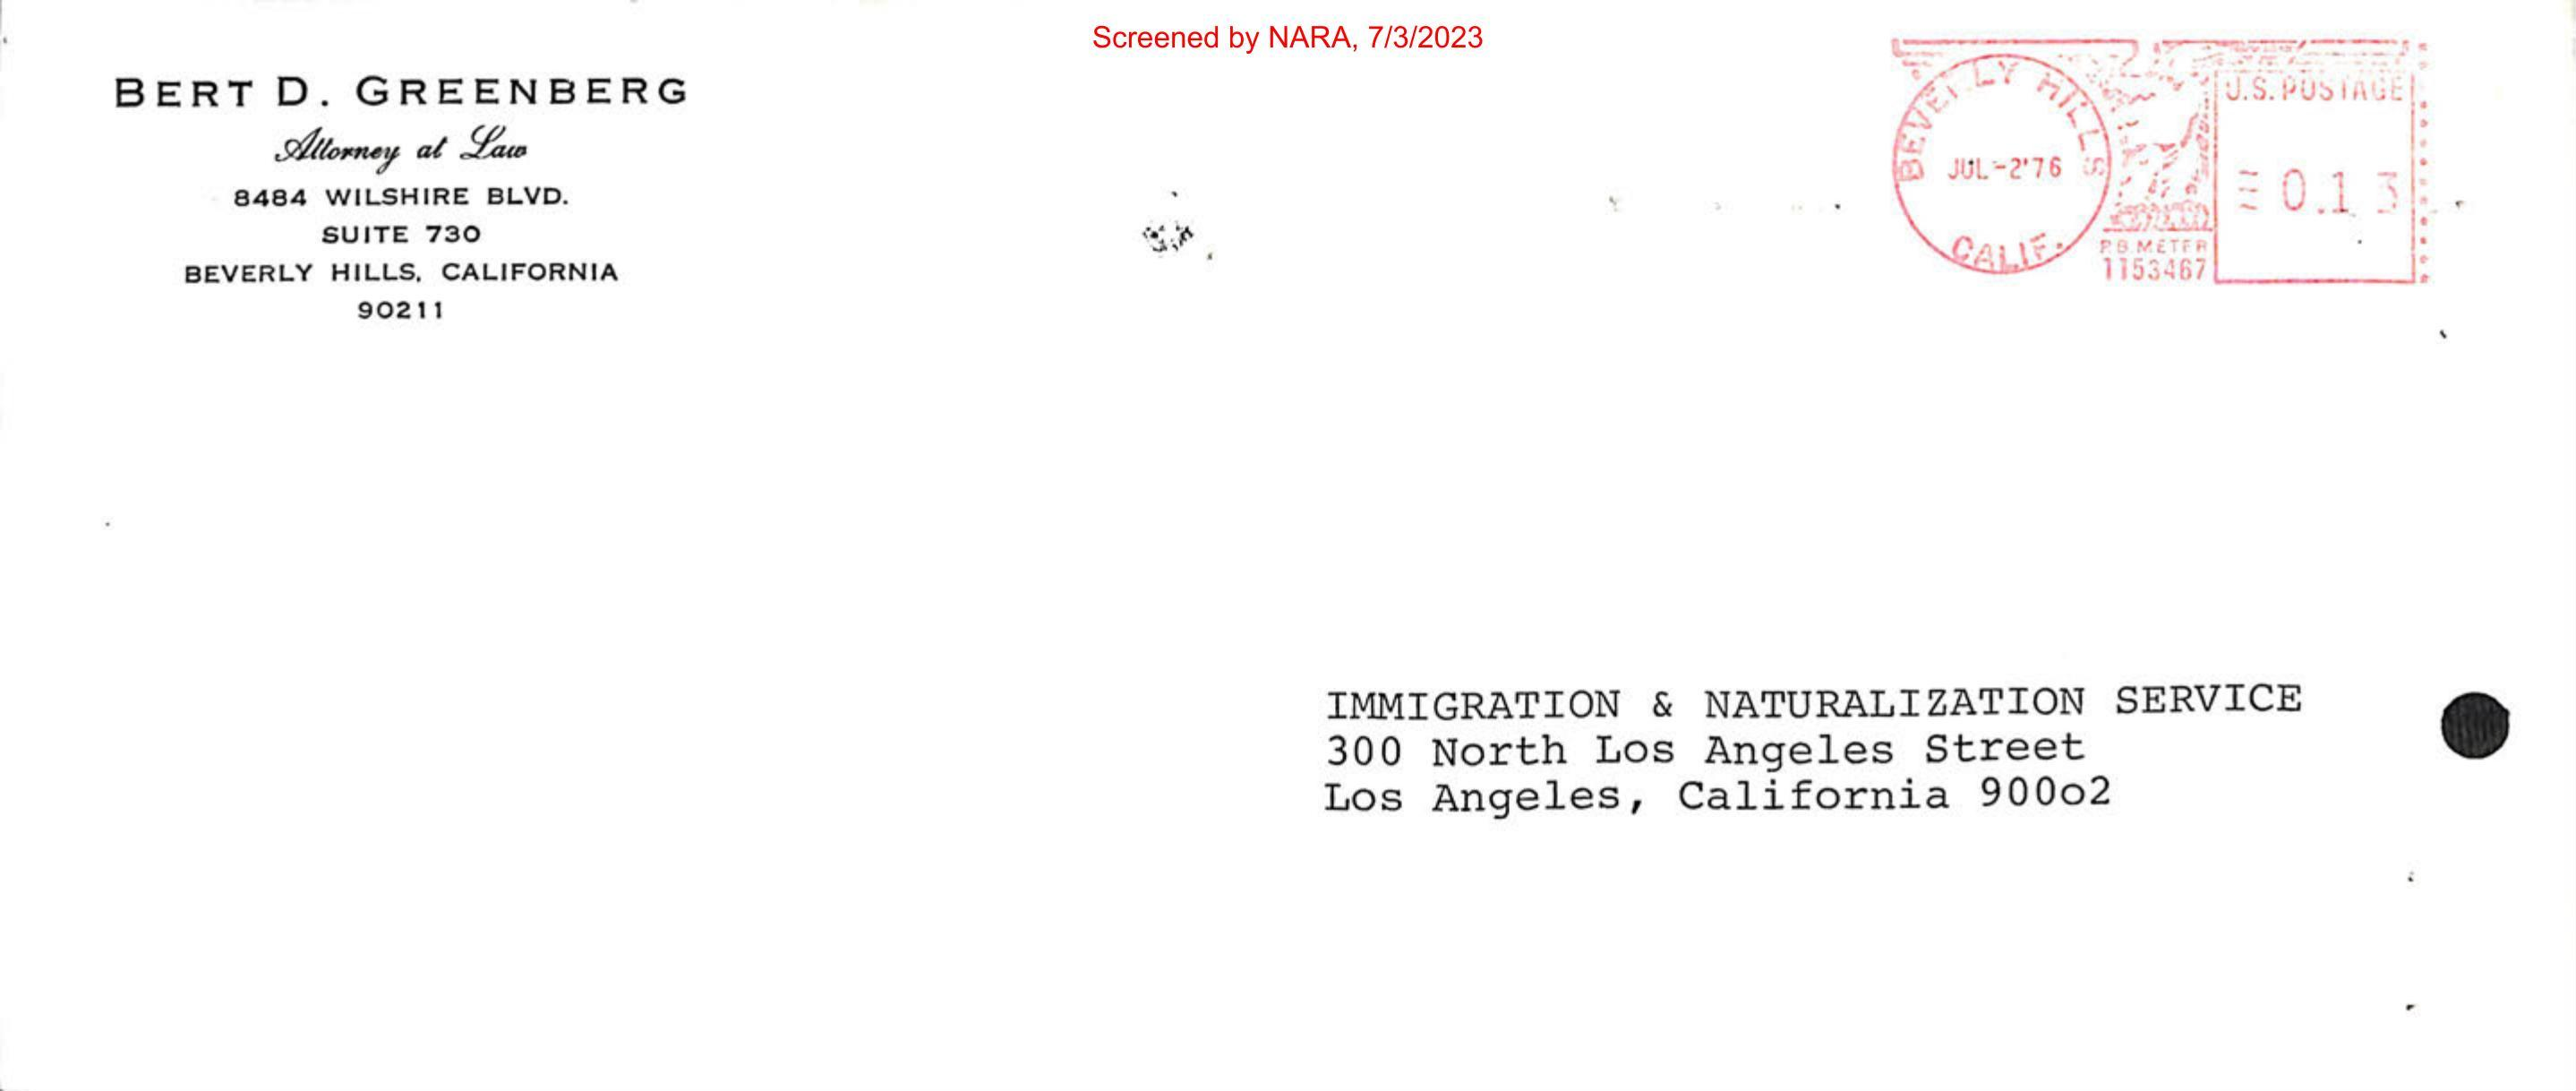 Screened by NARA, 7/3/2023
BERT D. GREENBERG
Attorney at Law
8484 WILSHIRE BLVD.
SUITE 730
BEVERLY HILLS, CALIFORNIA
90211
BEVERLY HILLS
JUL-2'76
CALIF.
U.S. POSTAGE
0.13
P.B. METER
1153467
IMMIGRATION & NATURALIZATION SERVICE
300 North Los Angeles Street
Los Angeles, California 900o2